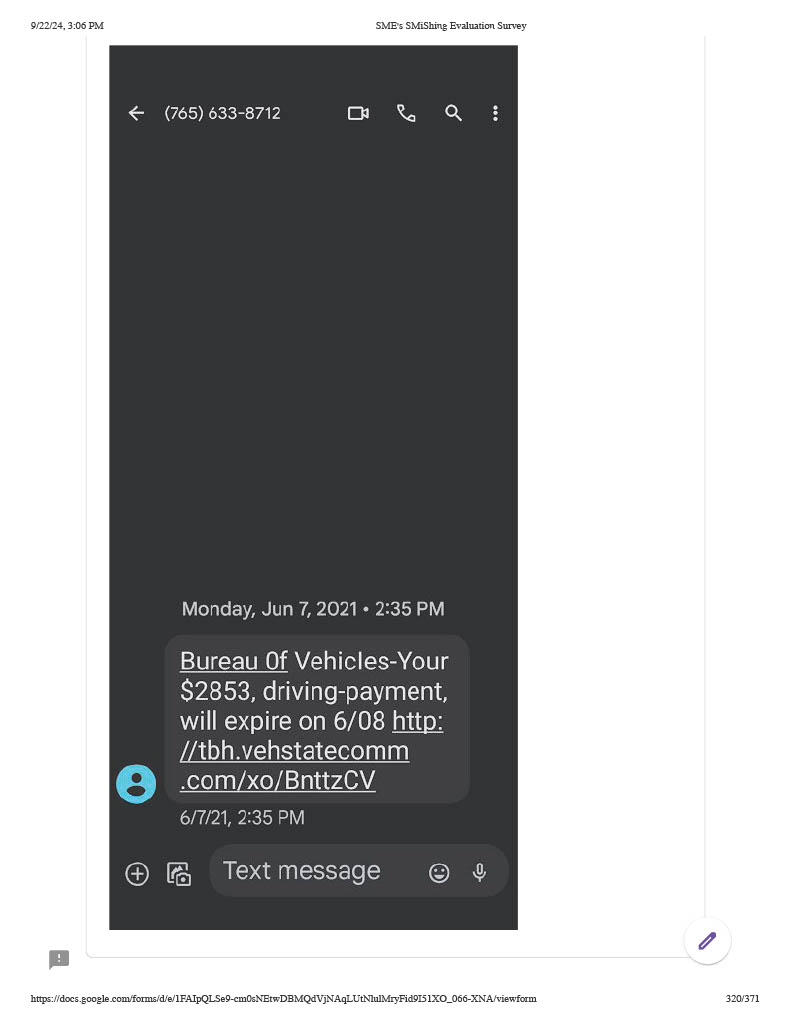 9/22/24, 3:06 PM
SME's SMiShing Evaluation Survey
(765) 633-8712
Monday, Jun 7, 2021 • 2:35 PM
Bureau 0f Vehicles-Your
$2853, driving-payment,
will expire on 6/08 http:
//tbh.vehstatecomm
.com/xo/BnttzCV
6/7/21, 2:35 PM
Text message
https://docs.google.com/forms/d/e/1FAIpQLSe9-cm0sNEtwDBMQdVjNAqLUtNlulMryFid9I51XO_066-XNA/viewform
320/371